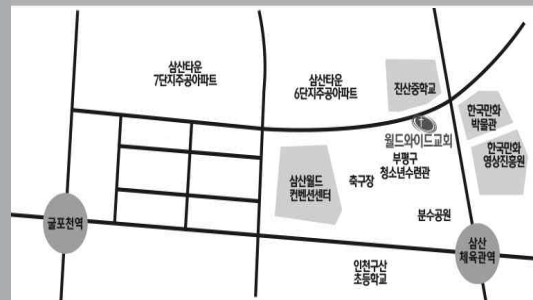 삼산타운
7단지주공아파트
삼산타운
6단지주공아파트
진산중학교
한국만화
박물관
월드와이드교회
한국만화
영상진흥원
부평구
청소년수련관
삼산월드
컨벤션센터
축구장
분수공원
굴포천역
삼산
체육관역
인천구산
초등학교